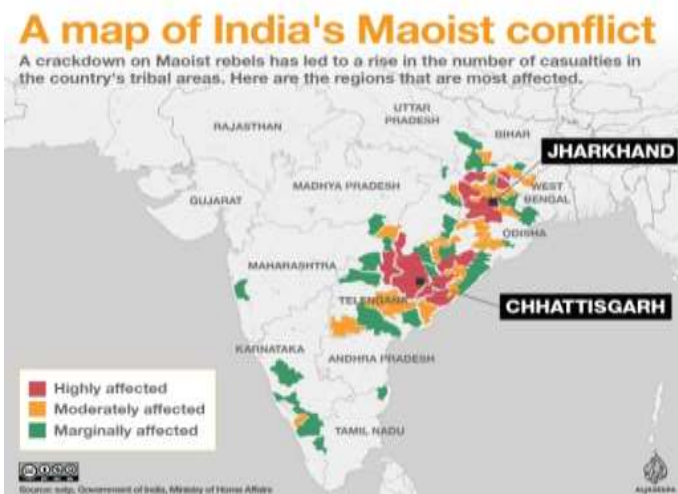 A map of India's Maoist conflict
A crackdown on Maoist rebels has led to a rise in the number of casualties in
the country's tribal areas. Here are the regions that are most affected.
UTTAR
PRADESH
RAJASTHAN
BIHAR
JHARKHAND
MADHYA PRADESH
WEST
BENGAL
GUJARAT
ODISHA
MAHARASHTRA
TELENGANA
CHHATTISGARH
KARNATAKA
ANDHRA PRADESH
Highly affected
Moderately affected
Marginally affected
TAMIL NADU
Source: satp, Government of India, Ministry of Home Affairs
ALJAZEERA